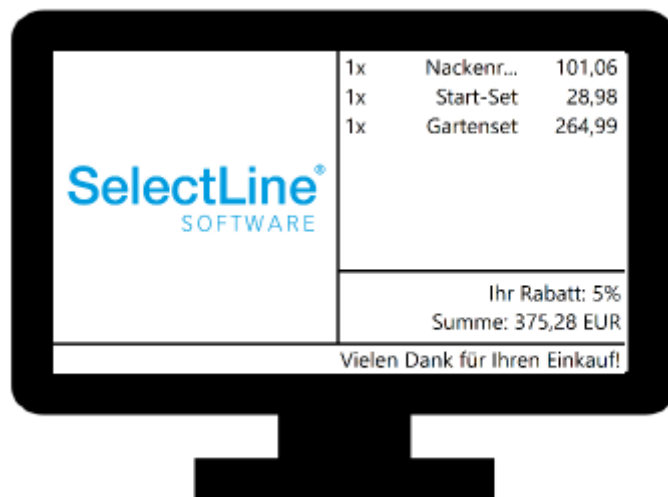 SelectLine®
SOFTWARE
1x Nackenr... 101,06
1x Start-Set 28,98
1x Gartenset 264,99
Ihr Rabatt: 5%
Summe: 375,28 EUR
Vielen Dank für Ihren Einkauf!